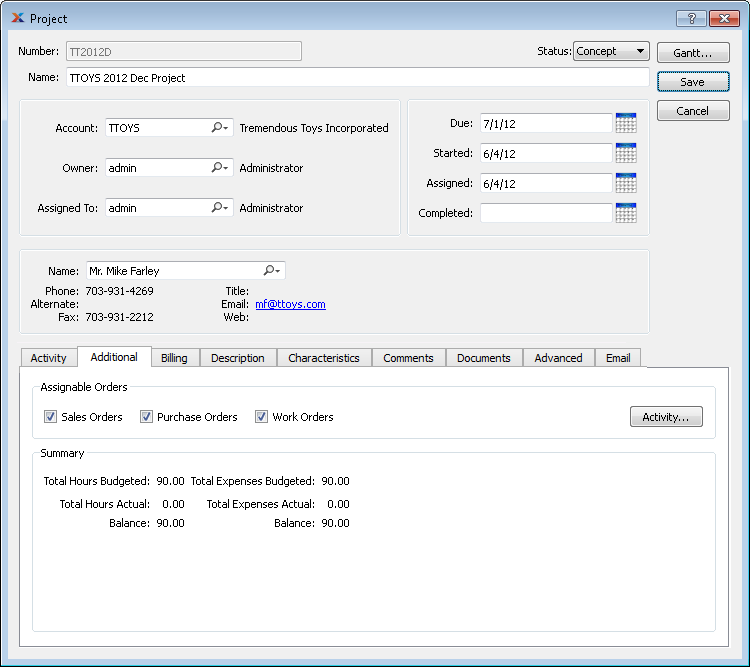 Project
Number: TT2012D
Status: Concept
Gantt...
Name: TTOYS 2012 Dec Project
Save
Cancel
Account: TTOYS Tremendous Toys Incorporated
Owner: admin Administrator
Assigned To: admin Administrator
Due: 7/1/12
Started: 6/4/12
Assigned: 6/4/12
Completed:
Name: Mr. Mike Farley
Phone: 703-931-4269 Title:
Alternate: Email: mf@ttoys.com
Fax: 703-931-2212 Web:
Activity Additional Billing Description Characteristics Comments Documents Advanced Email
Assignable Orders
Sales Orders Purchase Orders Work Orders Activity...
Summary
Total Hours Budgeted: 90.00 Total Expenses Budgeted: 90.00
Total Hours Actual: 0.00 Total Expenses Actual: 0.00
Balance: 90.00 Balance: 90.00